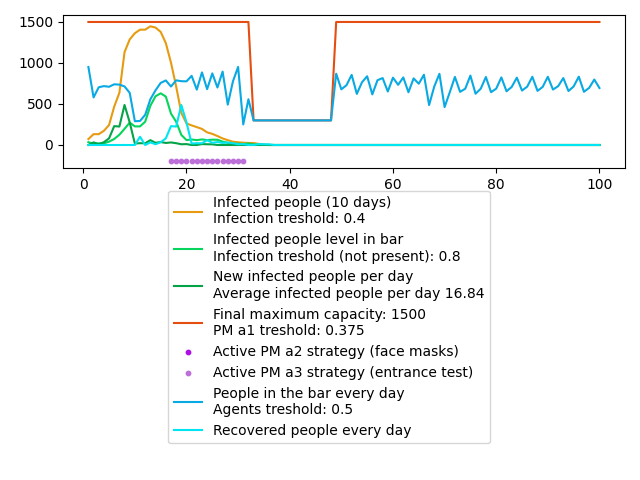 1500
1000
500
0
0
20
40
60
80
100
Infected people (10 days)
Infection treshold: 0.4
Infected people level in bar
Infection treshold (not present): 0.8
New infected people per day
Average infected people per day 16.84
Final maximum capacity: 1500
PM a1 treshold: 0.375
Active PM a2 strategy (face masks)
Active PM a3 strategy (entrance test)
People in the bar every day
Agents treshold: 0.5
Recovered people every day